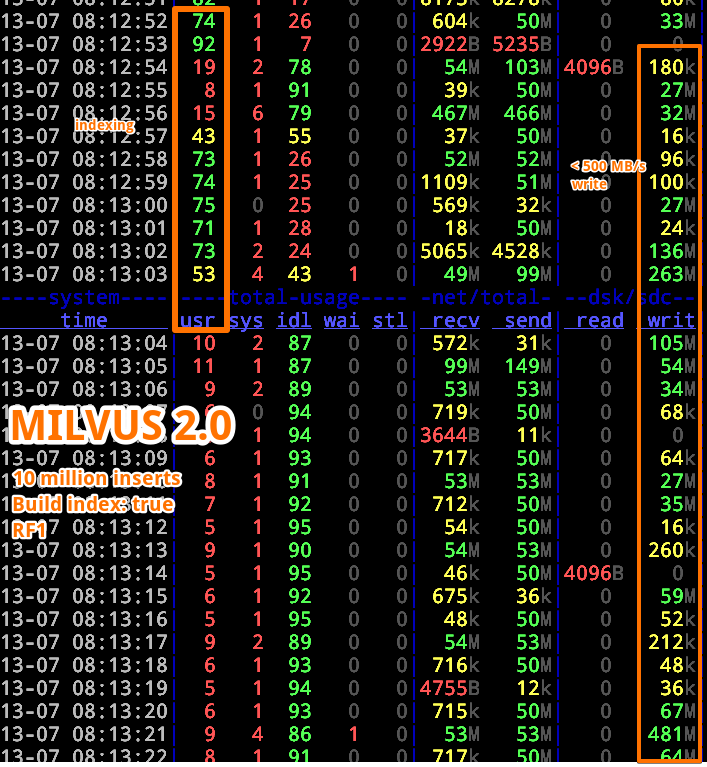 13-07 08:12:52 74 1 26 0 0 604k 50M 0 33M
13-07 08:12:53 92 1 7 0 0 2922B 5235B 0 0
13-07 08:12:54 19 2 78 0 0 54M 103M 4096B 180k
13-07 08:12:55 8 1 91 0 0 39k 50M 0 27M
13-07 08:12:56 15 6 79 0 0 467M 466M 0 32M
indexing
13-07 08:12:57 43 1 55 0 0 37k 50M 0 16k
13-07 08:12:58 73 1 26 0 0 52M 52M 0 96k
< 500 MB/s
write
13-07 08:12:59 74 1 25 0 0 1109k 51M 0 100k
13-07 08:13:00 75 0 25 0 0 569k 32k 0 27M
13-07 08:13:01 71 1 28 0 0 18k 50M 0 24k
13-07 08:13:02 73 2 24 0 0 5065k 4528k 0 136M
13-07 08:13:03 53 4 43 1 0 49M 99M 0 263M
----system---- ----total-usage---- -net/total- --dsk/sdc--
time usr sys idl wai stl recv send read writ
13-07 08:13:04 10 2 87 0 0 572k 31k 0 105M
13-07 08:13:05 11 1 87 0 0 99M 149M 0 54M
13-07 08:13:06 9 2 89 0 0 53M 53M 0 34M
0 94 0 0 719k 50M 0 68k
MILVUS 2.0
1 94 0 0 3644B 11k 0 0
13-07 08:13:09 6 1 93 0 0 717k 50M 0 64k
10 million inserts
8 1 91 0 0 53M 53M 0 27M
Build index: true
7 1 92 0 0 712k 50M 0 35M
RF1
08:13:12 5 1 95 0 0 54k 50M 0 16k
13-07 08:13:13 9 1 90 0 0 54M 53M 0 260k
13-07 08:13:14 5 1 95 0 0 46k 50M 4096B 0
13-07 08:13:15 6 1 92 0 0 675k 36k 0 59M
13-07 08:13:16 5 1 95 0 0 48k 50M 0 52k
13-07 08:13:17 9 2 89 0 0 54M 53M 0 212k
13-07 08:13:18 6 1 93 0 0 716k 50M 0 48k
13-07 08:13:19 5 1 94 0 0 4755B 12k 0 36k
13-07 08:13:20 6 1 93 0 0 715k 50M 0 67M
13-07 08:13:21 9 4 86 1 0 53M 53M 0 481M
13-07 08:13:22 8 1 91 0 0 717k 50M 0 64M